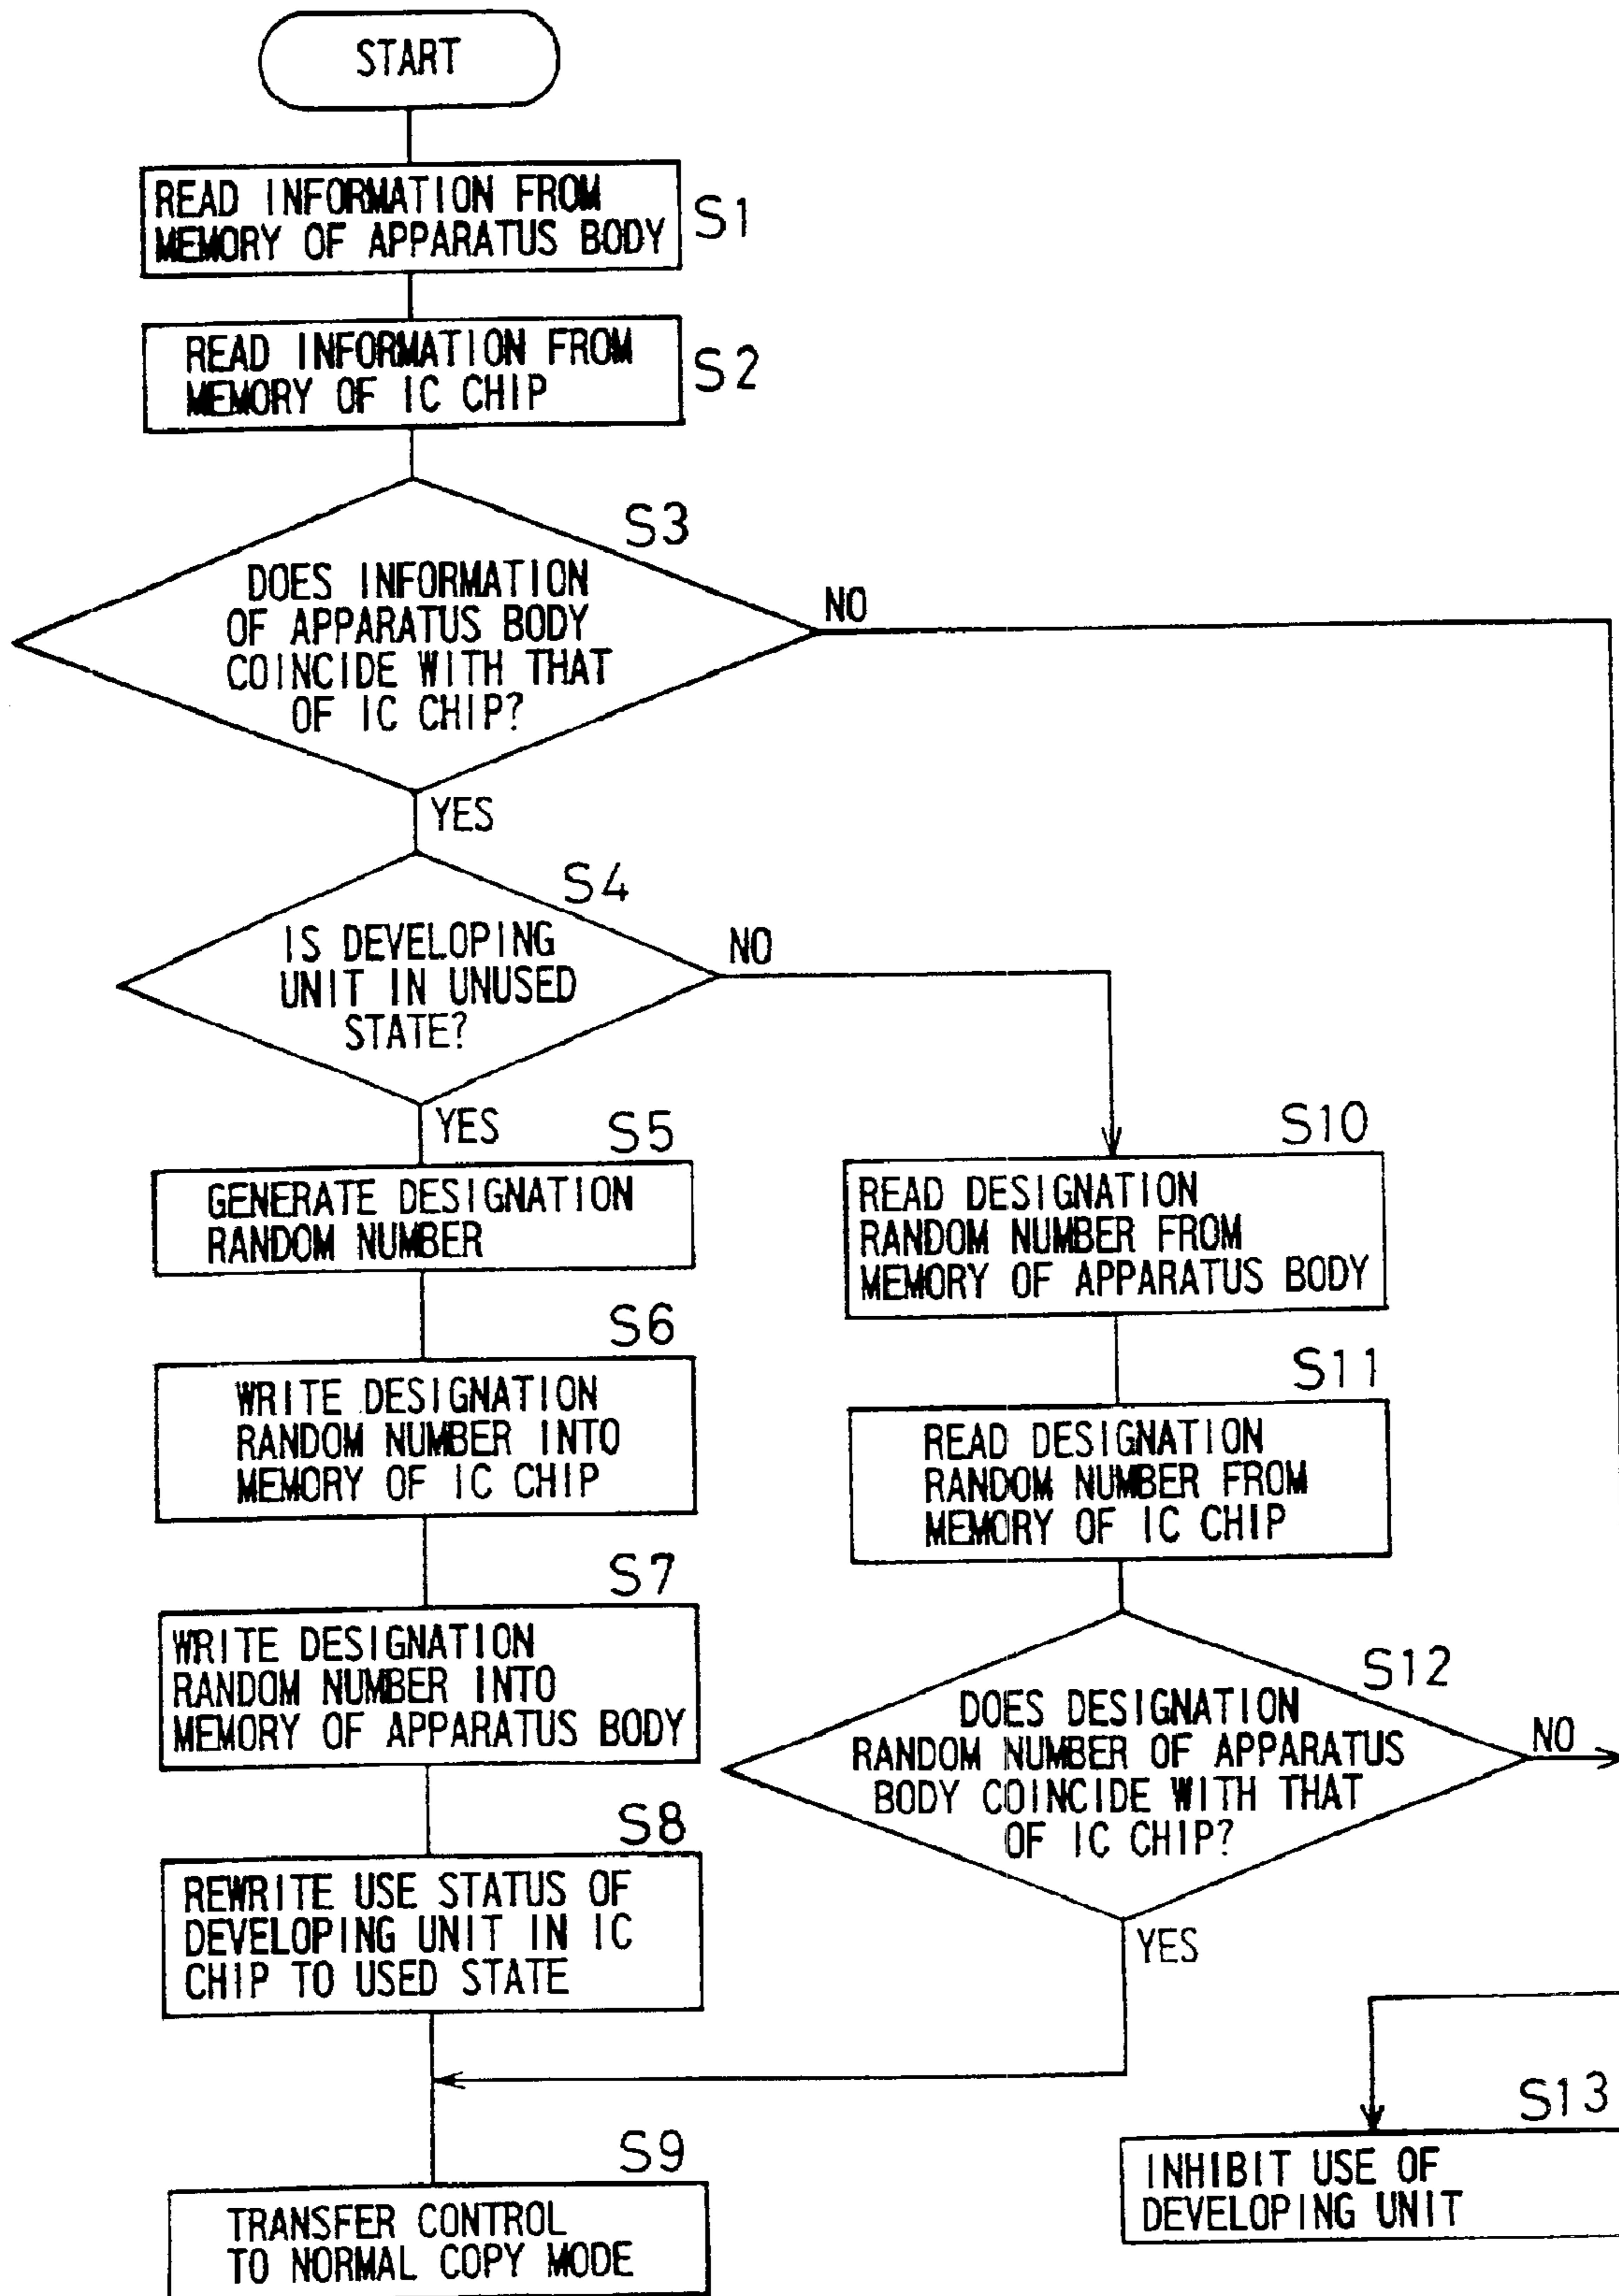 START
READ INFORMATION FROM
MEMORY OF APPARATUS BODY
S1
READ INFORMATION FROM
MEMORY OF IC CHIP
S2
S3
DOES INFORMATION
OF APPARATUS BODY
COINCIDE WITH THAT
OF IC CHIP?
NO
YES
S4
IS DEVELOPING
UNIT IN UNUSED
STATE?
NO
YES
S5
GENERATE DESIGNATION
RANDOM NUMBER
S6
WRITE DESIGNATION
RANDOM NUMBER INTO
MEMORY OF IC CHIP
S7
WRITE DESIGNATION
RANDOM NUMBER INTO
MEMORY OF APPARATUS BODY
S8
REWRITE USE STATUS OF
DEVELOPING UNIT IN IC
CHIP TO USED STATE
S9
TRANSFER CONTROL
TO NORMAL COPY MODE
S10
READ DESIGNATION
RANDOM NUMBER FROM
MEMORY OF APPARATUS BODY
S11
READ DESIGNATION
RANDOM NUMBER FROM
MEMORY OF IC CHIP
S12
DOES DESIGNATION
RANDOM NUMBER OF APPARATUS
BODY COINCIDE WITH THAT
OF IC CHIP?
NO
YES
S13
INHIBIT USE OF
DEVELOPING UNIT